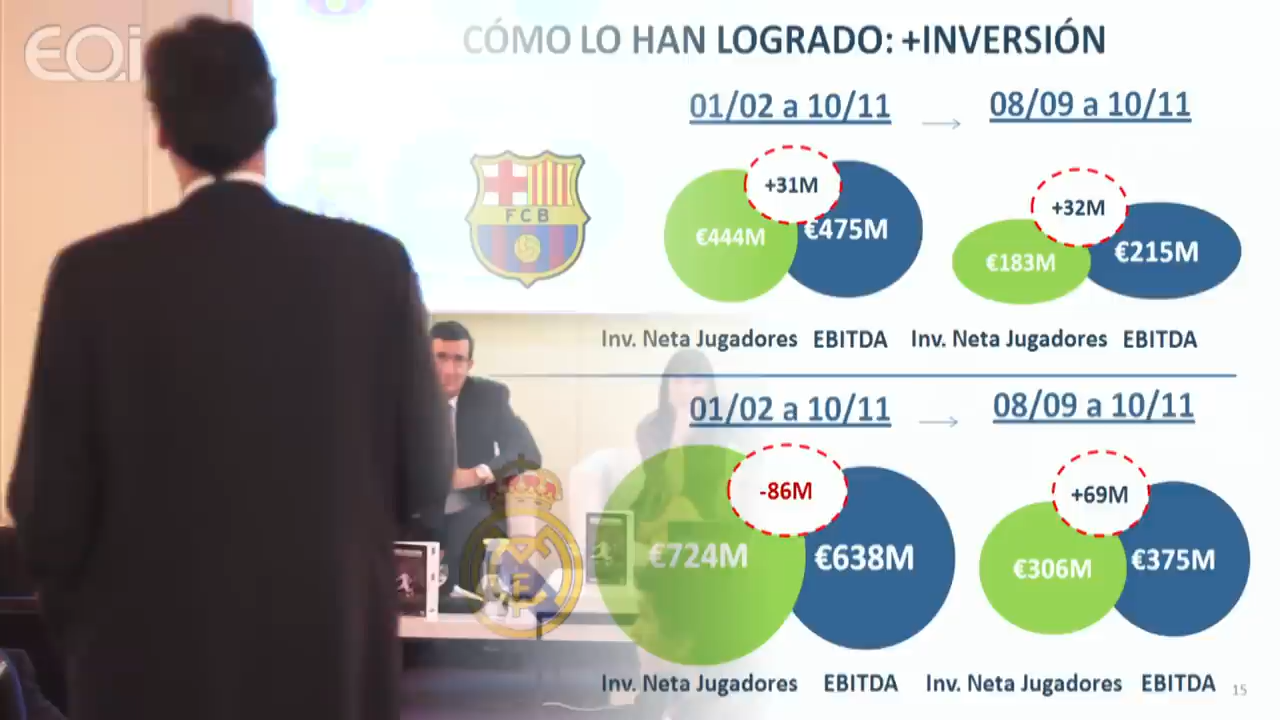 EOi
CÓMO LO HAN LOGRADO: +INVERSIÓN
01/02 a 10/11
08/09 a 10/11
FCB
€444M
+31M
€475M
€183M
+32M
€215M
Inv. Neta Jugadores
EBITDA
Inv. Neta Jugadores
EBITDA
01/02 a 10/11
08/09 a 10/11
€724M
-86M
€638M
€306M
+69M
€375M
Inv. Neta Jugadores
EBITDA
Inv. Neta Jugadores
EBITDA
15